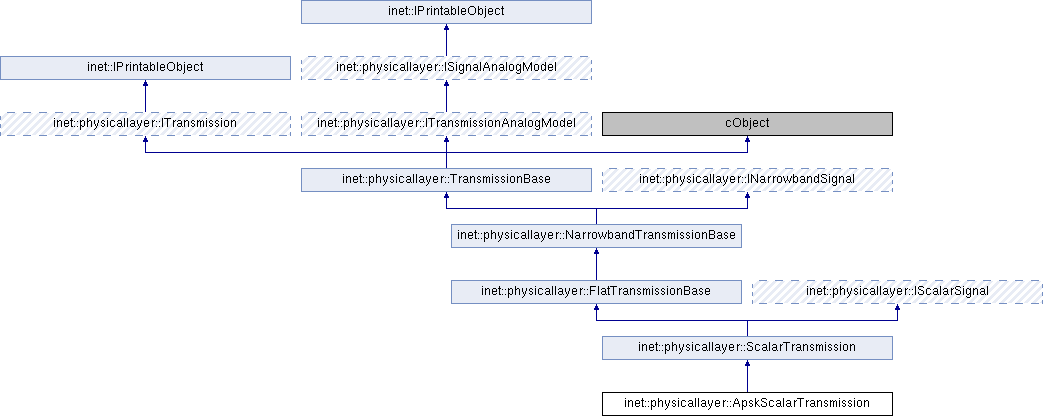 inet::IPrintableObject
inet::IPrintableObject
inet::physicallayer::ISignalAnalogModel
inet::physicallayer::ITransmission
inet::physicallayer::ITransmissionAnalogModel
cObject
inet::physicallayer::TransmissionBase
inet::physicallayer::INarrowbandSignal
inet::physicallayer::NarrowbandTransmissionBase
inet::physicallayer::FlatTransmissionBase
inet::physicallayer::IScalarSignal
inet::physicallayer::ScalarTransmission
inet::physicallayer::ApskScalarTransmission